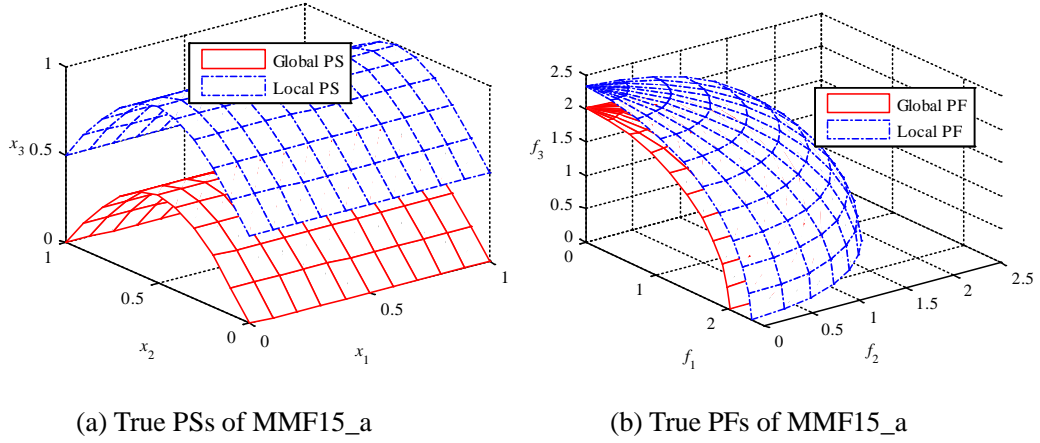 1
Global PS
Local PS
x3 0.5
0
1
0.5
0
0
0.5
1
x2
x1
2.5
2
1.5
f3
1
0.5
0
0
1
2
0
0.5
1
1.5
2
2.5
f1
f2
Global PF
Local PF
(a) True PSs of MMF15_a
(b) True PFs of MMF15_a